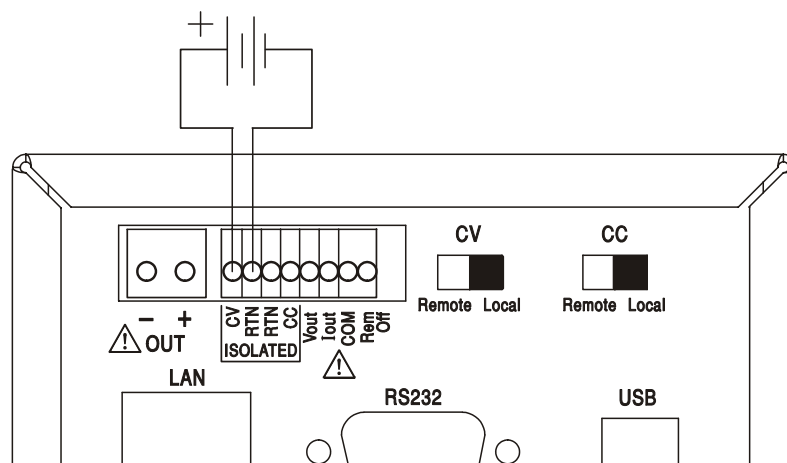 +
CV CC
Remote Local Remote Local
− +
OUT
CV
RTN
RTN
CC
Vout
Iout
COM
Rem
Off
ISOLATED
LAN
RS232
USB